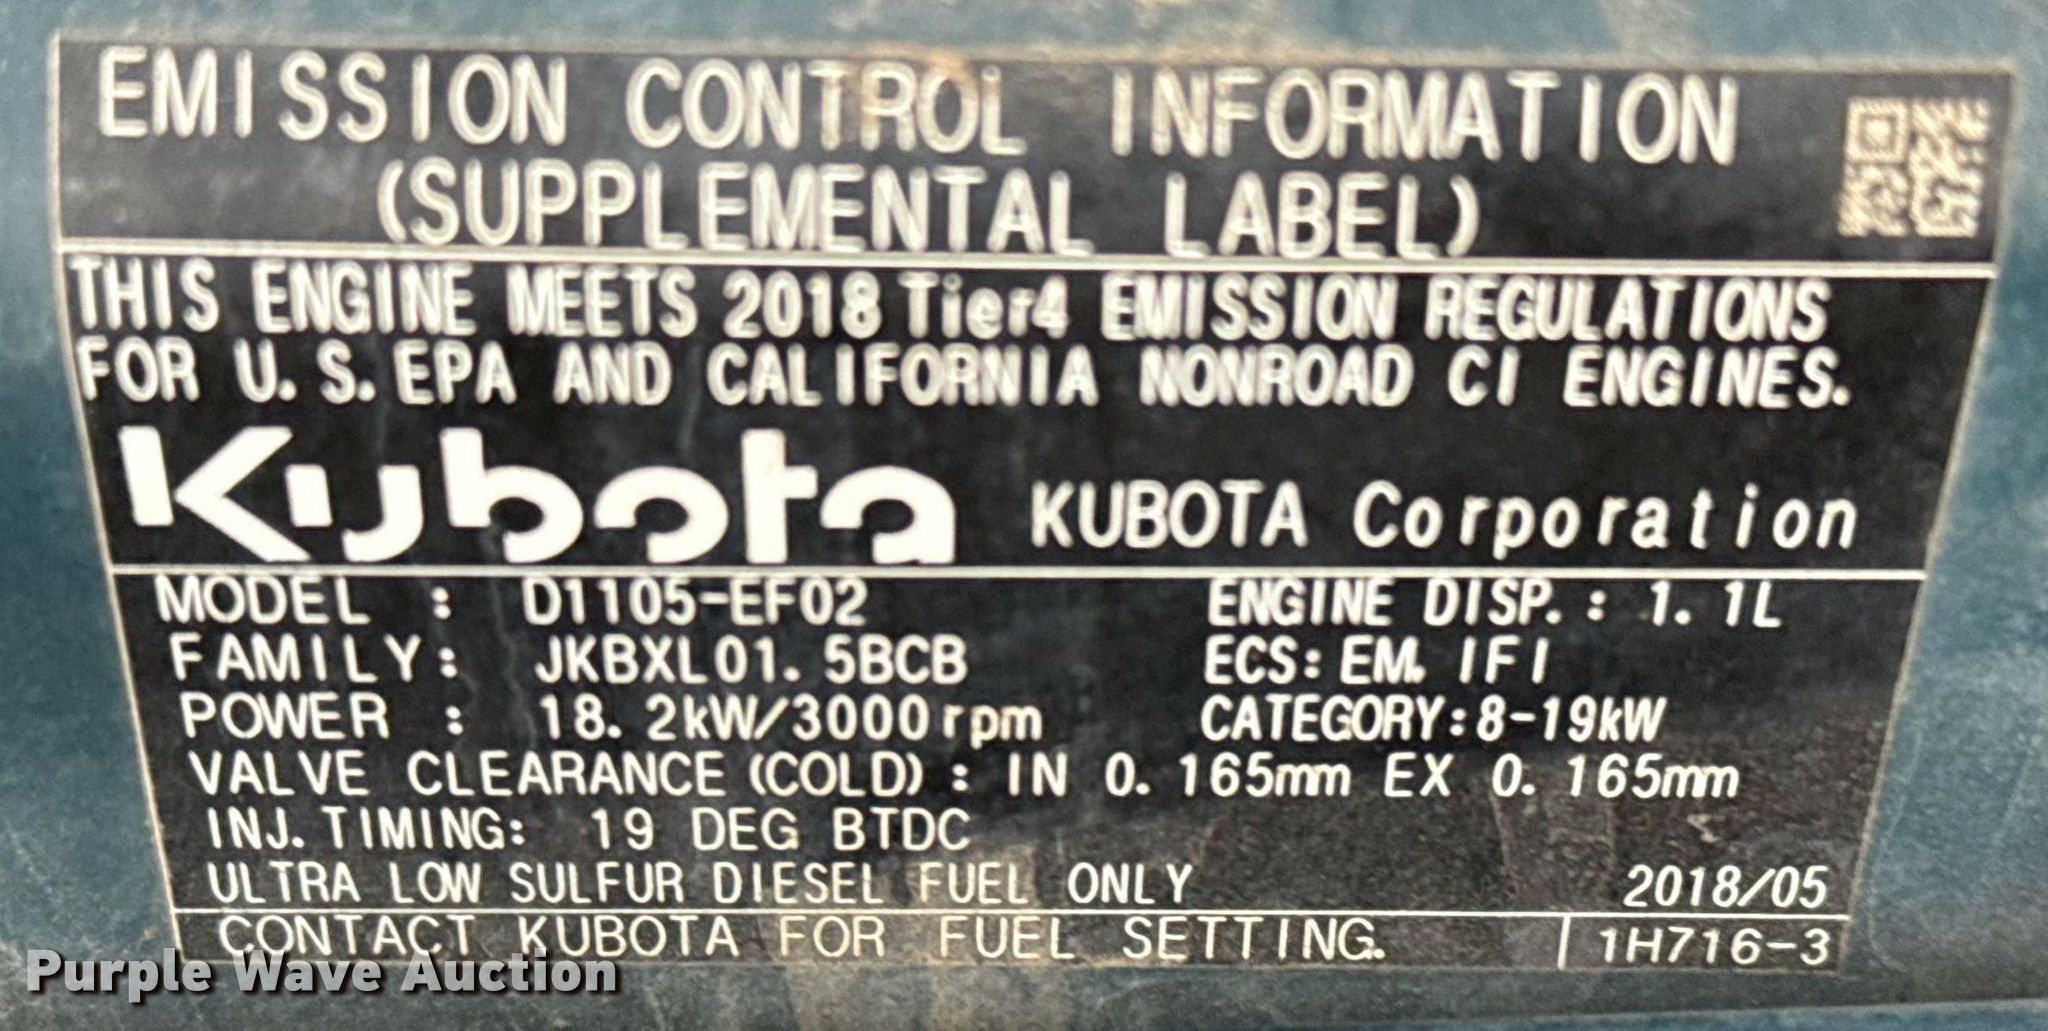 EMISSION CONTROL INFORMATION
(SUPPLEMENTAL LABEL)
THIS ENGINE MEETS 2018 Tier4 EMISSION REGULATIONS
FOR U.S.EPA AND CALIFORNIA NONROAD CI ENGINES.
Kubota KUBOTA Corporation
MODEL : D1105-EF02 ENGINE DISP.: 1.1L
FAMILY: JKBXL01.5BCB ECS: EM. IFI
POWER : 18.2kW/3000rpm CATEGORY:8-19kW
VALVE CLEARANCE(COLD): IN 0.165mm EX 0.165mm
INJ.TIMING: 19 DEG BTDC
ULTRA LOW SULFUR DIESEL FUEL ONLY 2018/05
CONTACT KUBOTA FOR FUEL SETTING. 1H716-3
Purple Wave Auction